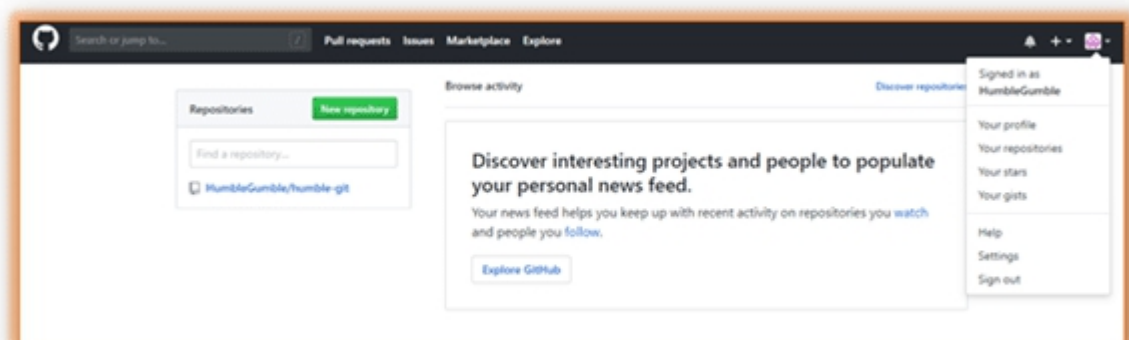 Search or jump to...
/
Pull requests Issues Marketplace Explore
Repositories
New repository
Find a repository...
HumbleGumble/humble-git
Browse activity
Discover repositories
Discover interesting projects and people to populate
your personal news feed.
Your news feed helps you keep up with recent activity on repositories you watch
and people you follow.
Explore GitHub
Signed in as
HumbleGumble
Your profile
Your repositories
Your stars
Your gists
Help
Settings
Sign out